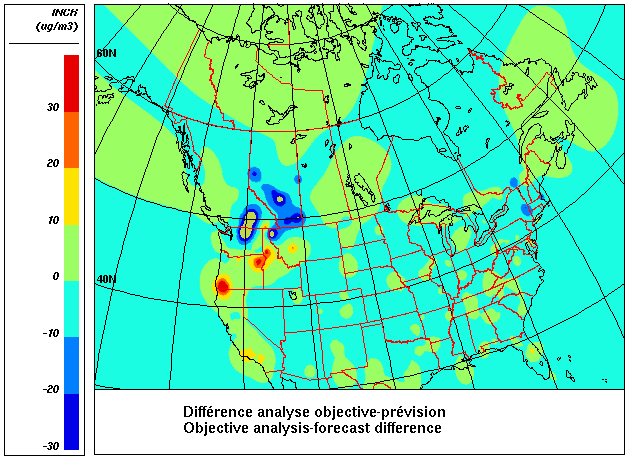 INCR
(ug/m3)
30
20
10
0
-10
-20
-30
60N
40N
Différence analyse objective-prévision
Objective analysis-forecast difference